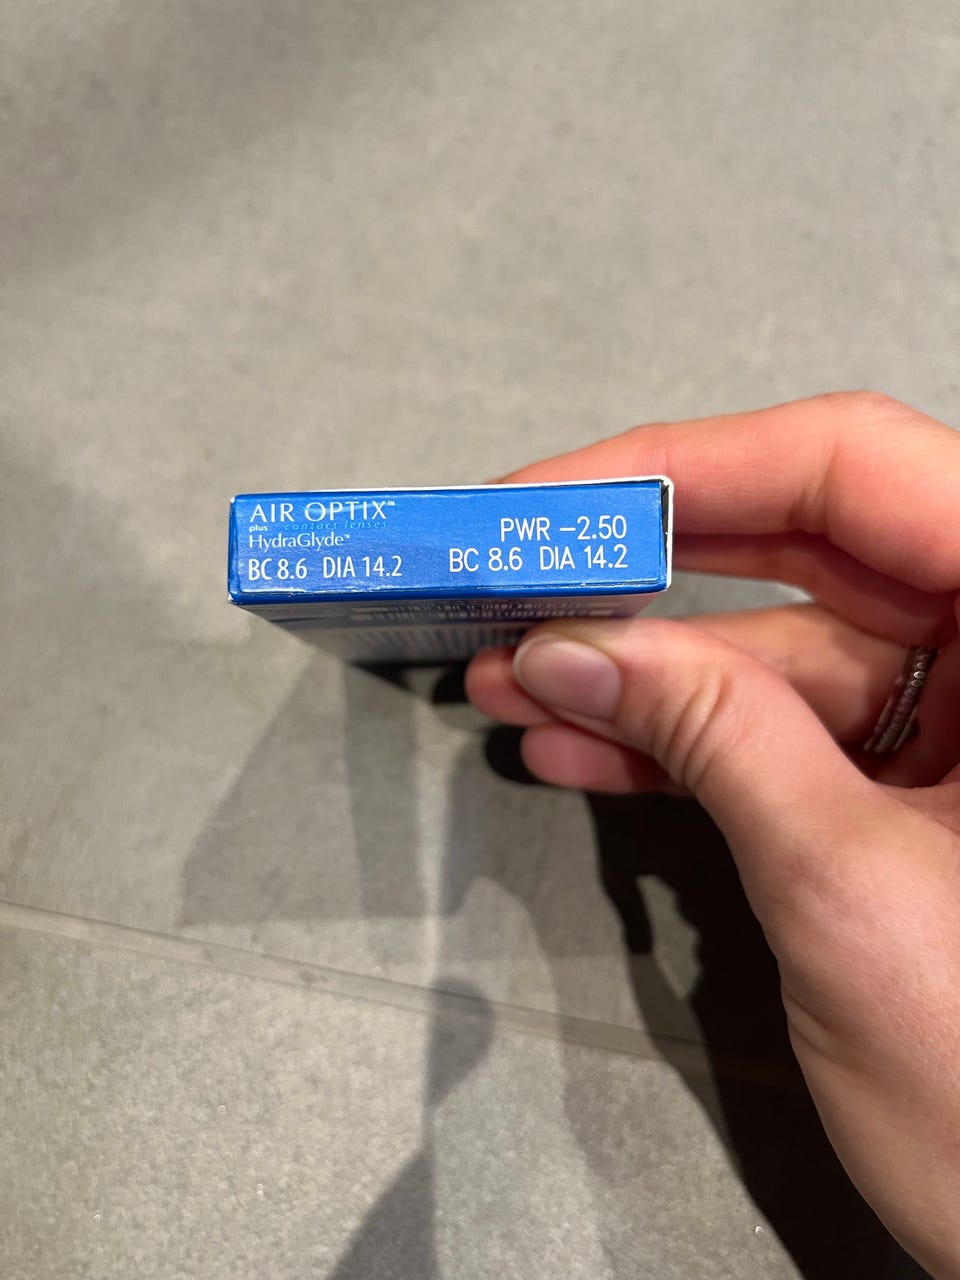 AIR OPTIX™
plus contact lenses
HydraGlyde™
BC 8.6 DIA 14.2
PWR –2.50
BC 8.6 DIA 14.2